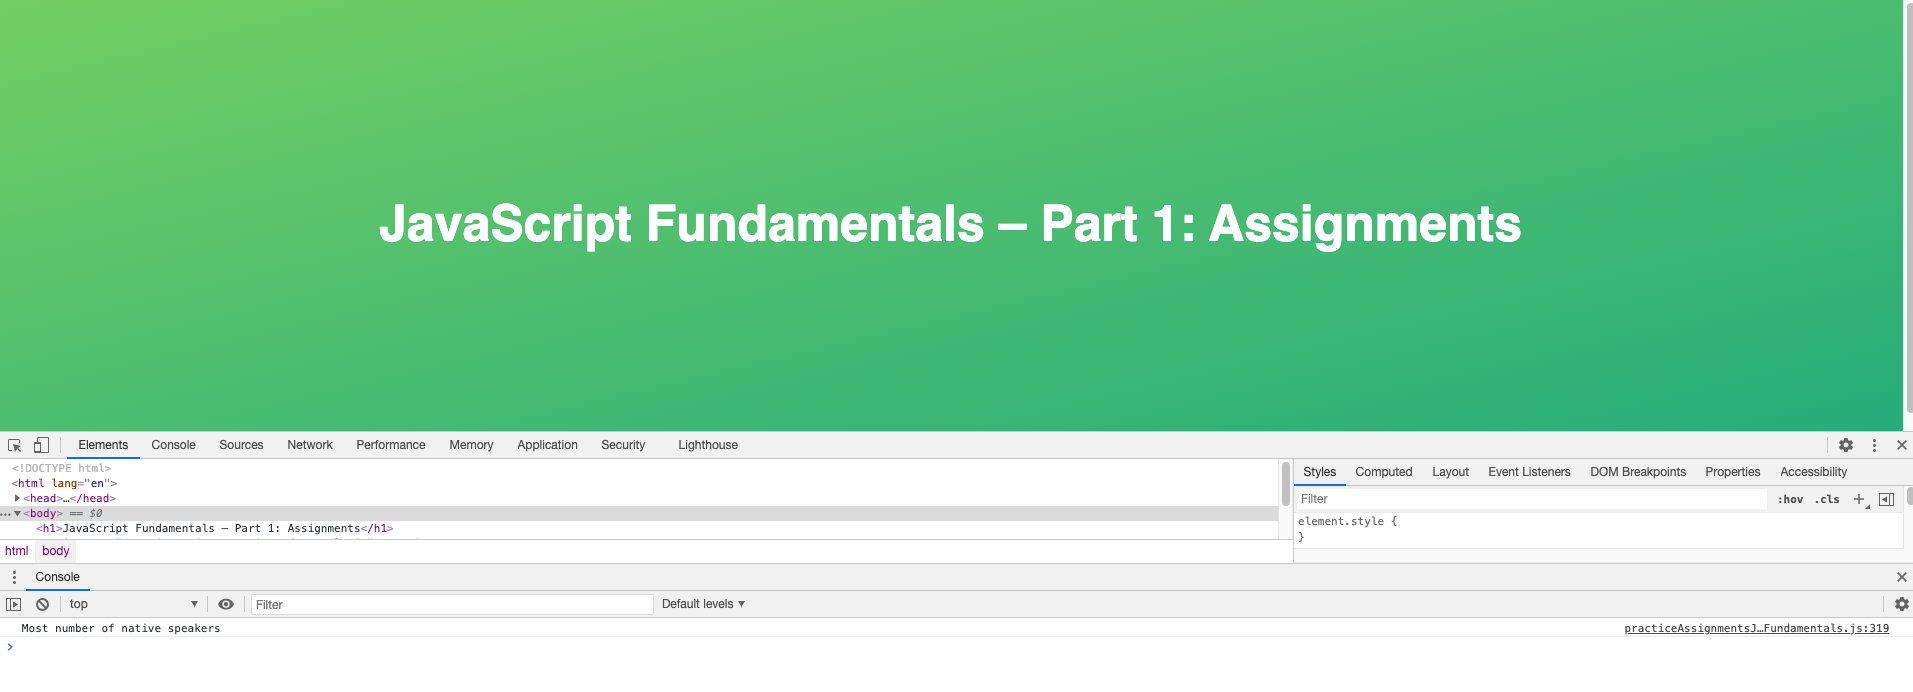 JavaScript Fundamentals – Part 1: Assignments
Elements Console Sources Network Performance Memory Application Security Lighthouse
<!DOCTYPE html>
<html lang="en">
<head>…</head>
<body> == $0
<h1>JavaScript Fundamentals – Part 1: Assignments</h1>
html body
Styles Computed Layout Event Listeners DOM Breakpoints Properties Accessibility
Filter :hov .cls
element.style {
}
Console
top Filter Default levels ▼
Most number of native speakers practiceAssignmentsJ…Fundamentals.js:319